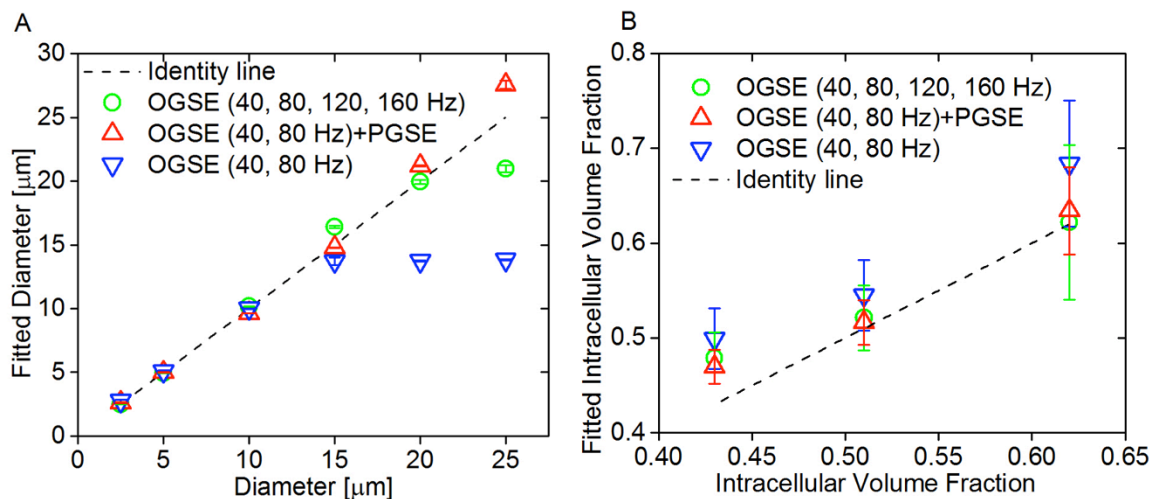 A
30
25
20
15
10
5
0
Fitted Diameter [μm]
Identity line
OGSE (40, 80, 120, 160 Hz)
OGSE (40, 80 Hz)+PGSE
OGSE (40, 80 Hz)
0 5 10 15 20 25
Diameter [μm]
B
0.8
0.7
0.6
0.5
0.4
Fitted Intracellular Volume Fraction
OGSE (40, 80, 120, 160 Hz)
OGSE (40, 80 Hz)+PGSE
OGSE (40, 80 Hz)
Identity line
0.40 0.45 0.50 0.55 0.60 0.65
Intracellular Volume Fraction